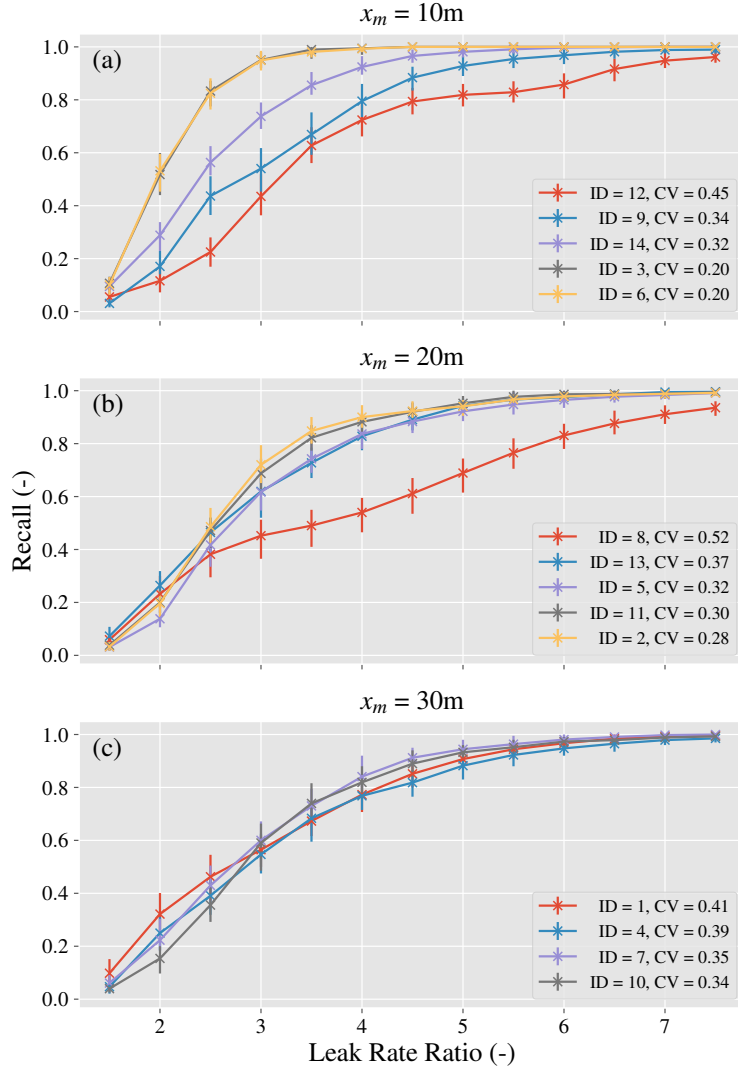 x_m = 10m
(a)
1.0
0.8
0.6
0.4
0.2
0.0
ID = 12, CV = 0.45
ID = 9, CV = 0.34
ID = 14, CV = 0.32
ID = 3, CV = 0.20
ID = 6, CV = 0.20
x_m = 20m
(b)
1.0
0.8
0.6
0.4
0.2
0.0
Recall (-)
ID = 8, CV = 0.52
ID = 13, CV = 0.37
ID = 5, CV = 0.32
ID = 11, CV = 0.30
ID = 2, CV = 0.28
x_m = 30m
(c)
1.0
0.8
0.6
0.4
0.2
0.0
ID = 1, CV = 0.41
ID = 4, CV = 0.39
ID = 7, CV = 0.35
ID = 10, CV = 0.34
2 3 4 5 6 7
Leak Rate Ratio (-)